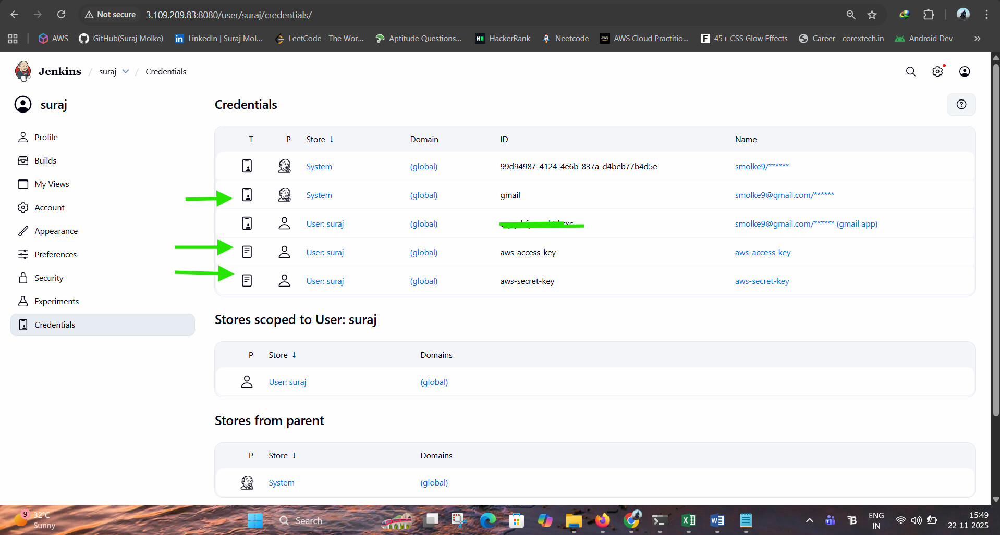 Not secure 3.109.209.83:8080/user/suraj/credentials/
AWS GitHub(Suraj Molke) LinkedIn | Suraj Mol... LeetCode - The Wor... Aptitude Questions... HackerRank Neetcode AWS Cloud Practitio... 45+ CSS Glow Effects Career - corextech.in Android Dev »
Jenkins / suraj / Credentials
suraj
Profile
Builds
My Views
Account
Appearance
Preferences
Security
Experiments
Credentials
Credentials
T P Store ↓ Domain ID Name
System (global) 99d94987-4124-4e6b-837a-d4beb77b4d5e smolke9/******
System (global) gmail smolke9@gmail.com/******
User: suraj (global) smolke9@gmail.com/****** (gmail app)
User: suraj (global) aws-access-key aws-access-key
User: suraj (global) aws-secret-key aws-secret-key
Stores scoped to User: suraj
P Store ↓ Domains
User: suraj (global)
Stores from parent
P Store ↓ Domains
System (global)
9 32°C
Sunny
Search
ENG
IN
15:49
22-11-2025